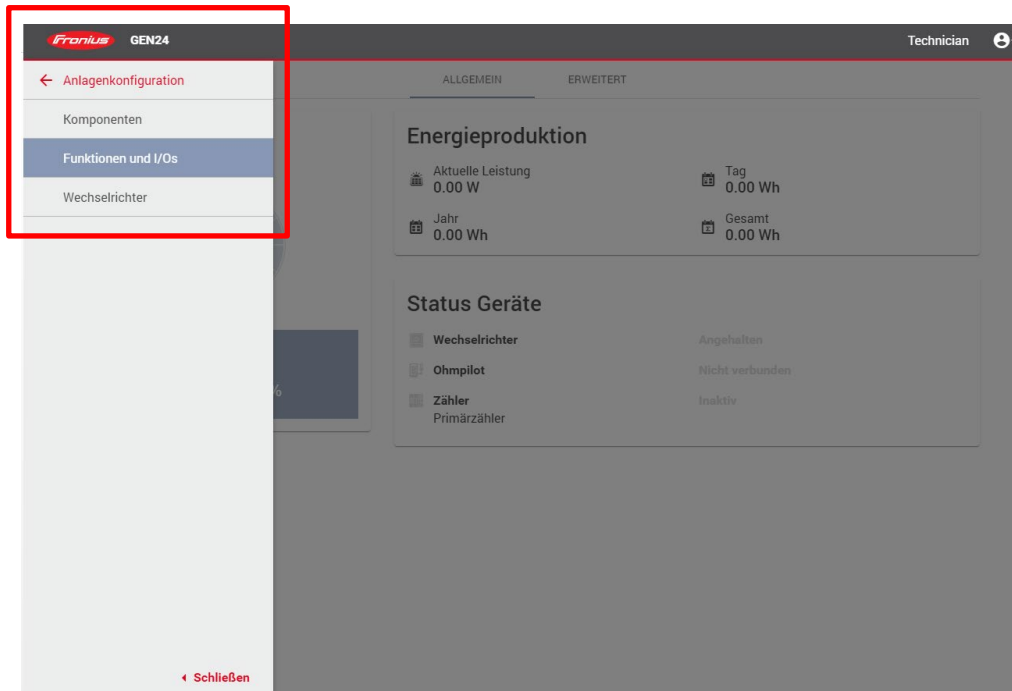 Fronius GEN24
Technician
Anlagenkonfiguration
Komponenten
Funktionen und I/Os
Wechselrichter
Schließen
ALLGEMEIN ERWEITERT
Energieproduktion
Aktuelle Leistung
0.00 W
Tag
0.00 Wh
Jahr
0.00 Wh
Gesamt
0.00 Wh
Status Geräte
Wechselrichter Angehalten
Ohmpilot Nicht verbunden
Zähler Inaktiv
Primärzähler
%